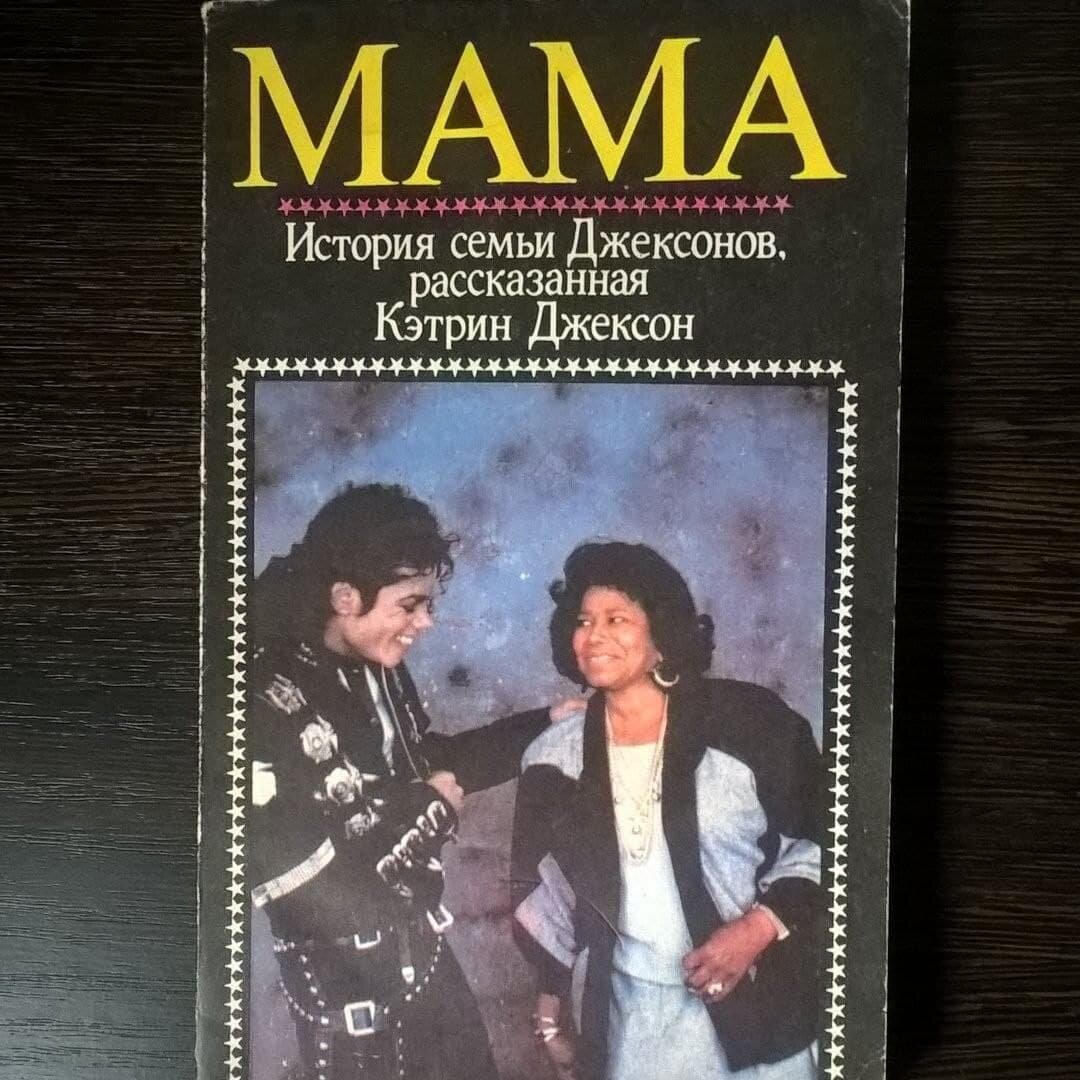 МАМА
История семьи Джексонов,
рассказанная
Кэтрин Джексон